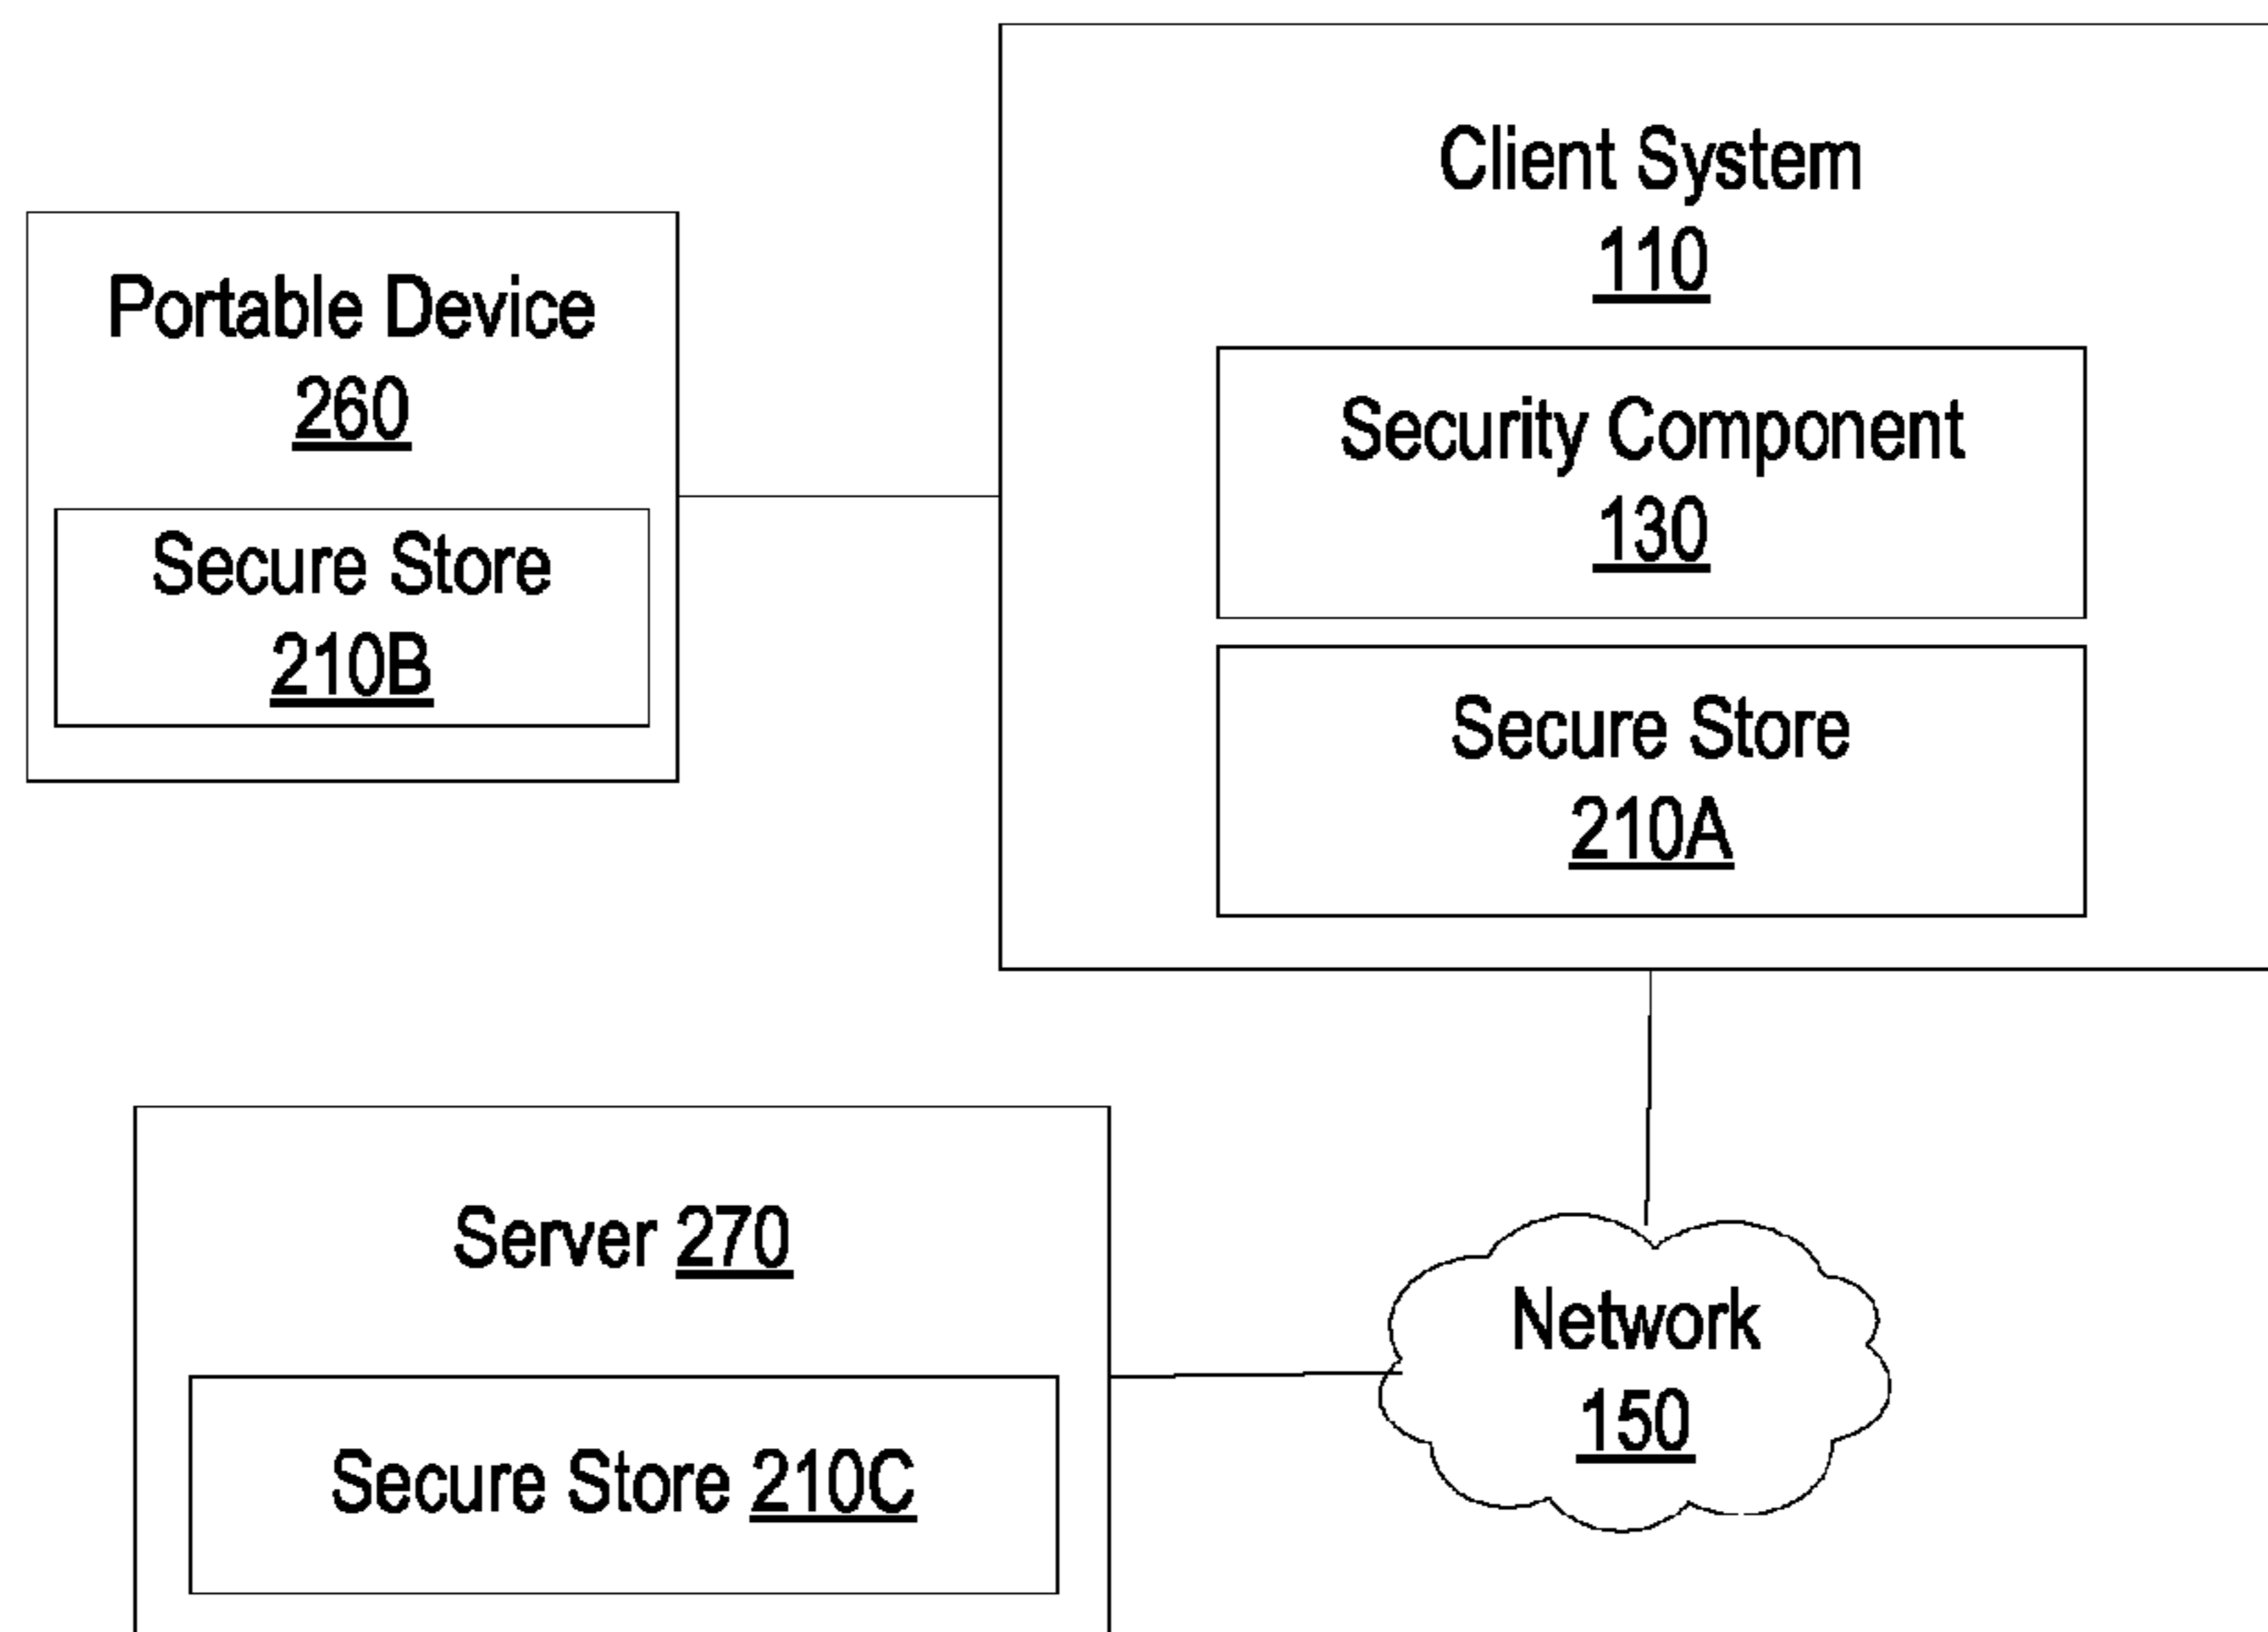 Client System
110
Portable Device
260
Security Component
130
Secure Store
210B
Secure Store
210A
Server 270
Network
150
Secure Store 210C